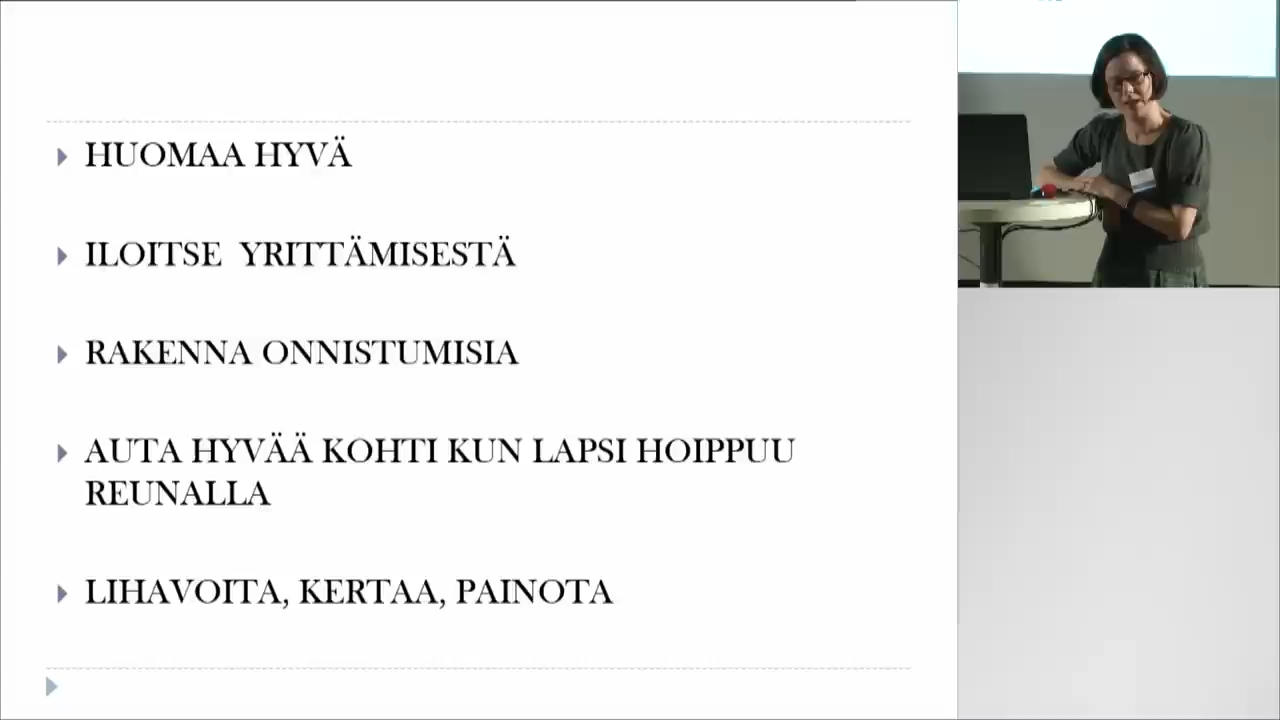 HUOMAA HYVÄ
ILOITSE YRITTÄMISESTÄ
RAKENNA ONNISTUMISIA
AUTA HYVÄÄ KOHTI KUN LAPSI HOIPPUU
REUNALLA
LIHAVOITA, KERTAA, PAINOTA